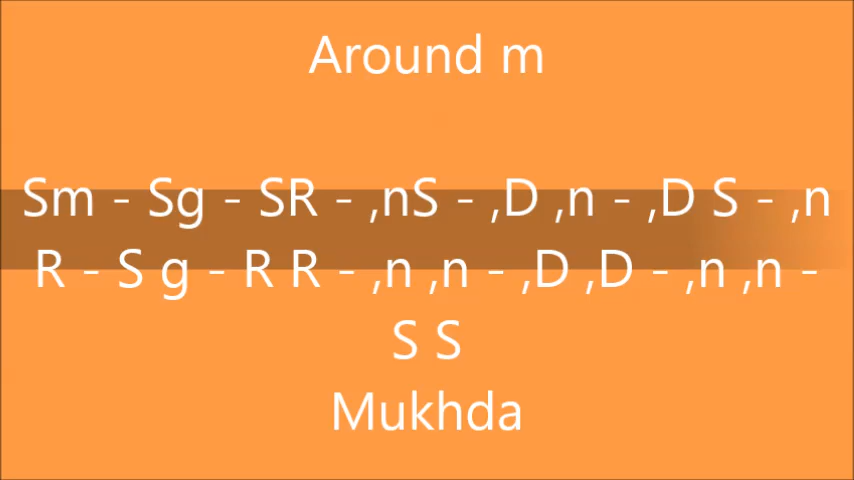 Around m
Sm - Sg - SR - ,nS - ,D ,n - ,D S - ,n
R - S g - R R - ,n ,n - ,D ,D - ,n ,n -
S S
Mukhda